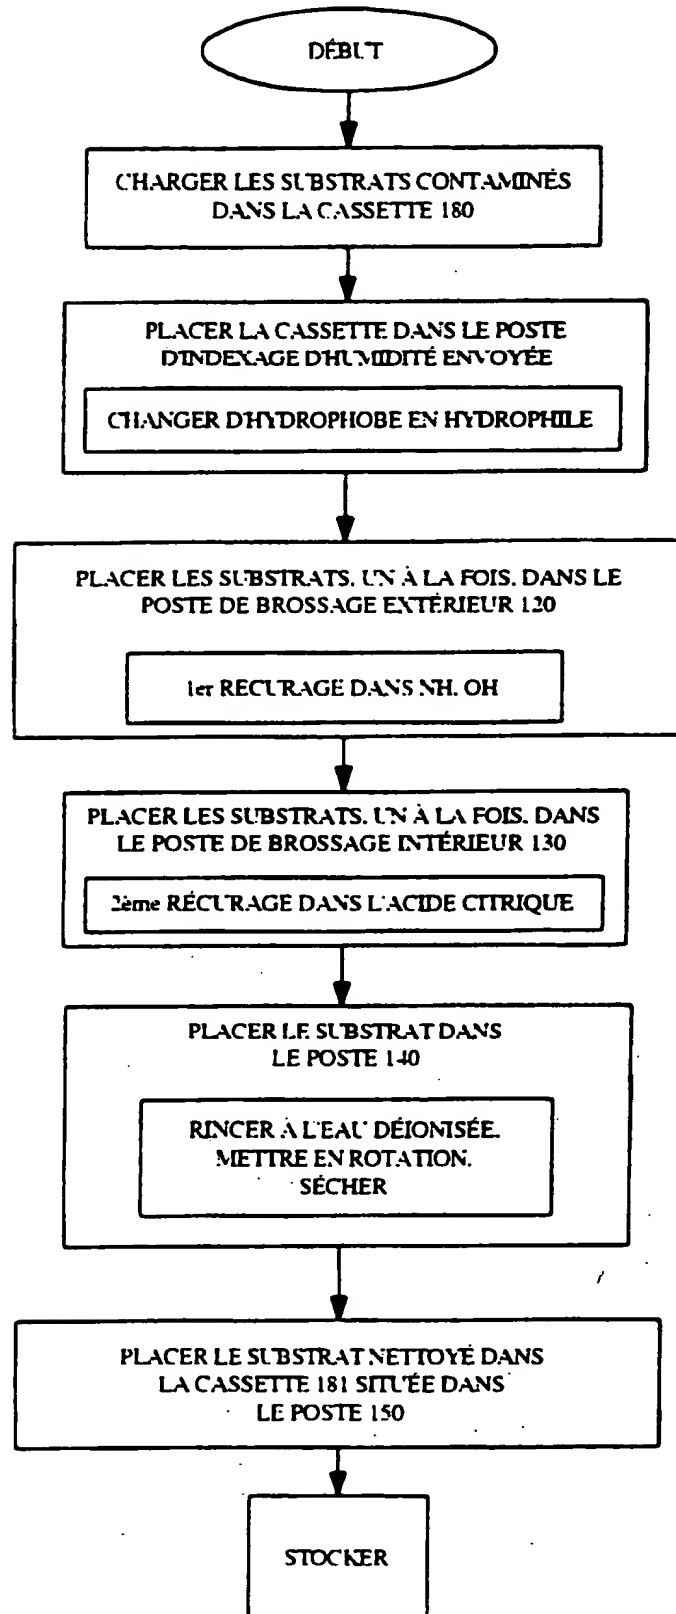 DÉBUT
CHARGER LES SUBSTRATS CONTAMINÉS
DANS LA CASSETTE 180
PLACER LA CASSETTE DANS LE POSTE
D'INDEXAGE D'HUMIDITÉ ENVOYÉE
CHANGER D'HYDROPHOBE EN HYDROPHILE
PLACER LES SUBSTRATS, UN À LA FOIS, DANS LE
POSTE DE BROSSAGE EXTÉRIEUR 120
1er RECURAGE DANS NH. OH
PLACER LES SUBSTRATS, UN À LA FOIS, DANS
LE POSTE DE BROSSAGE INTÉRIEUR 130
2ème RÉCURAGE DANS L'ACIDE CITRIQUE
PLACER LE SUBSTRAT DANS
LE POSTE 140
RINCER À L'EAU DÉIONISÉE,
METTRE EN ROTATION,
SÉCHER
PLACER LE SUBSTRAT NETTOYÉ DANS
LA CASSETTE 181 SITUÉE DANS
LE POSTE 150
STOCKER